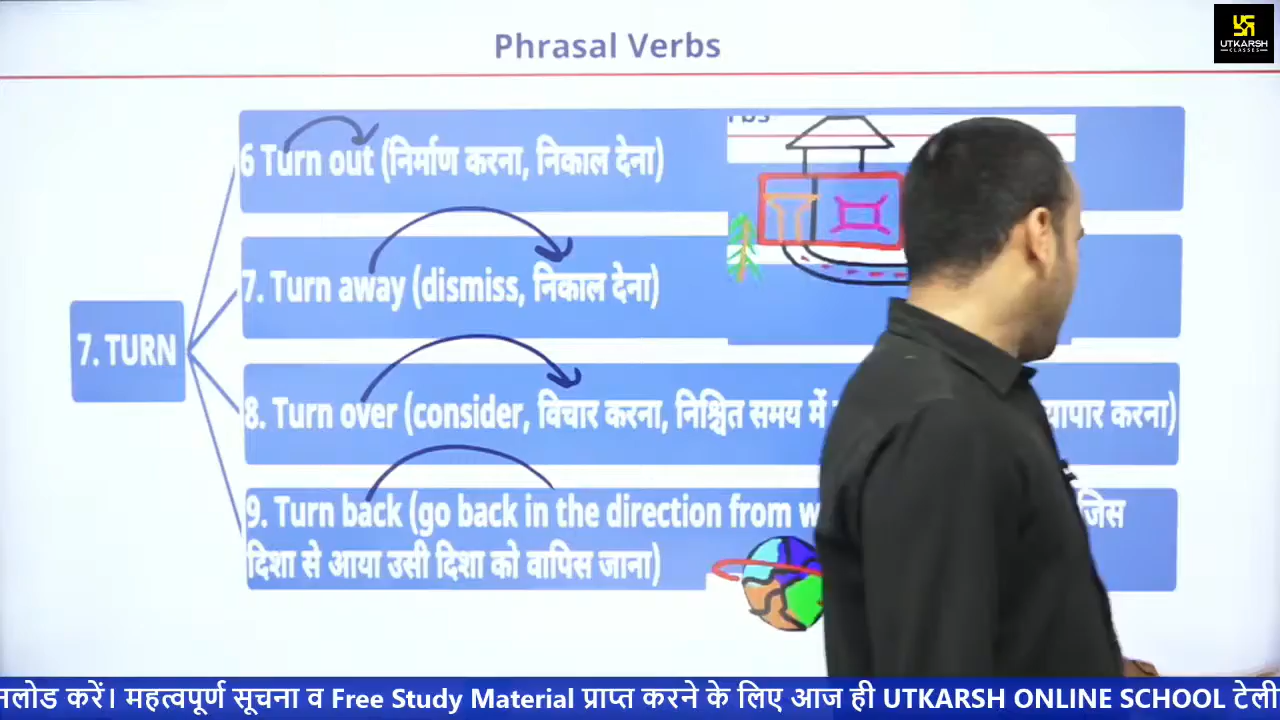 Phrasal Verbs
UTKARSH
CLASSES
6 Turn out (निर्माण करना, निकाल देना)
7. Turn away (dismiss, निकाल देना)
7. TURN
8. Turn over (consider, विचार करना, निश्चित समय में व्यापार करना)
9. Turn back (go back in the direction from जिस
दिशा से आया उसी दिशा को वापिस जाना)
करें। महत्वपूर्ण सूचना व Free Study Material प्राप्त करने के लिए आज ही UTKARSH ONLINE SCHOOL